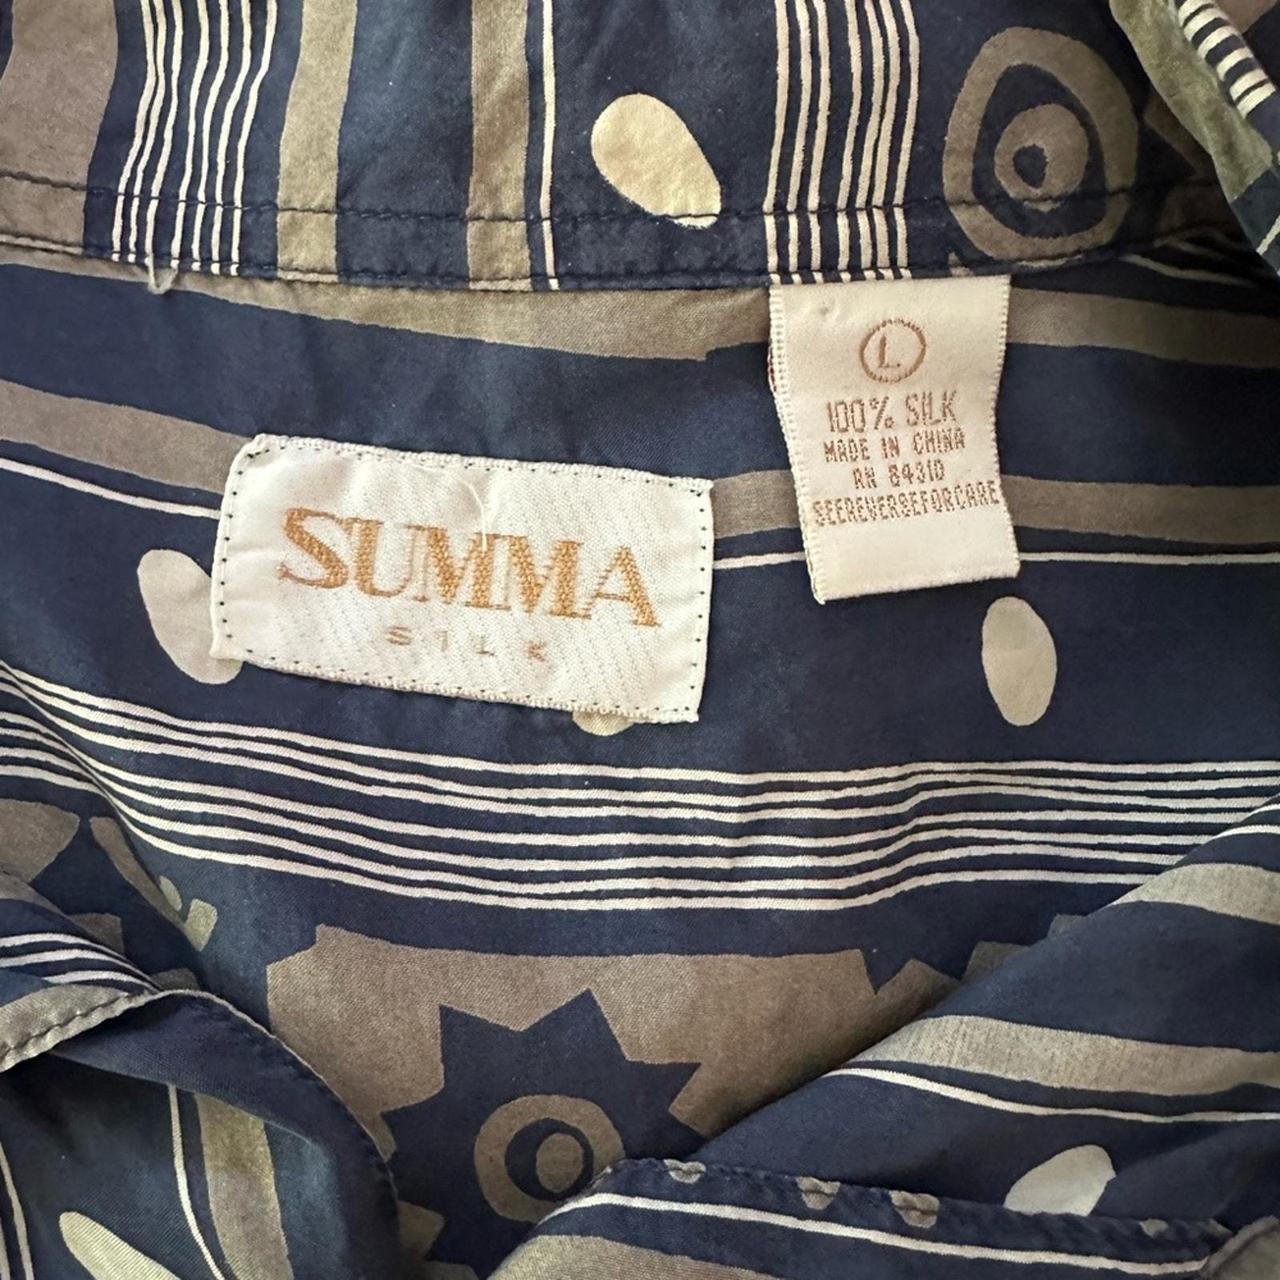 SUMMA
SILK
L
100% SILK
MADE IN CHINA
RN 84310
SEEREVERSEFORCARE